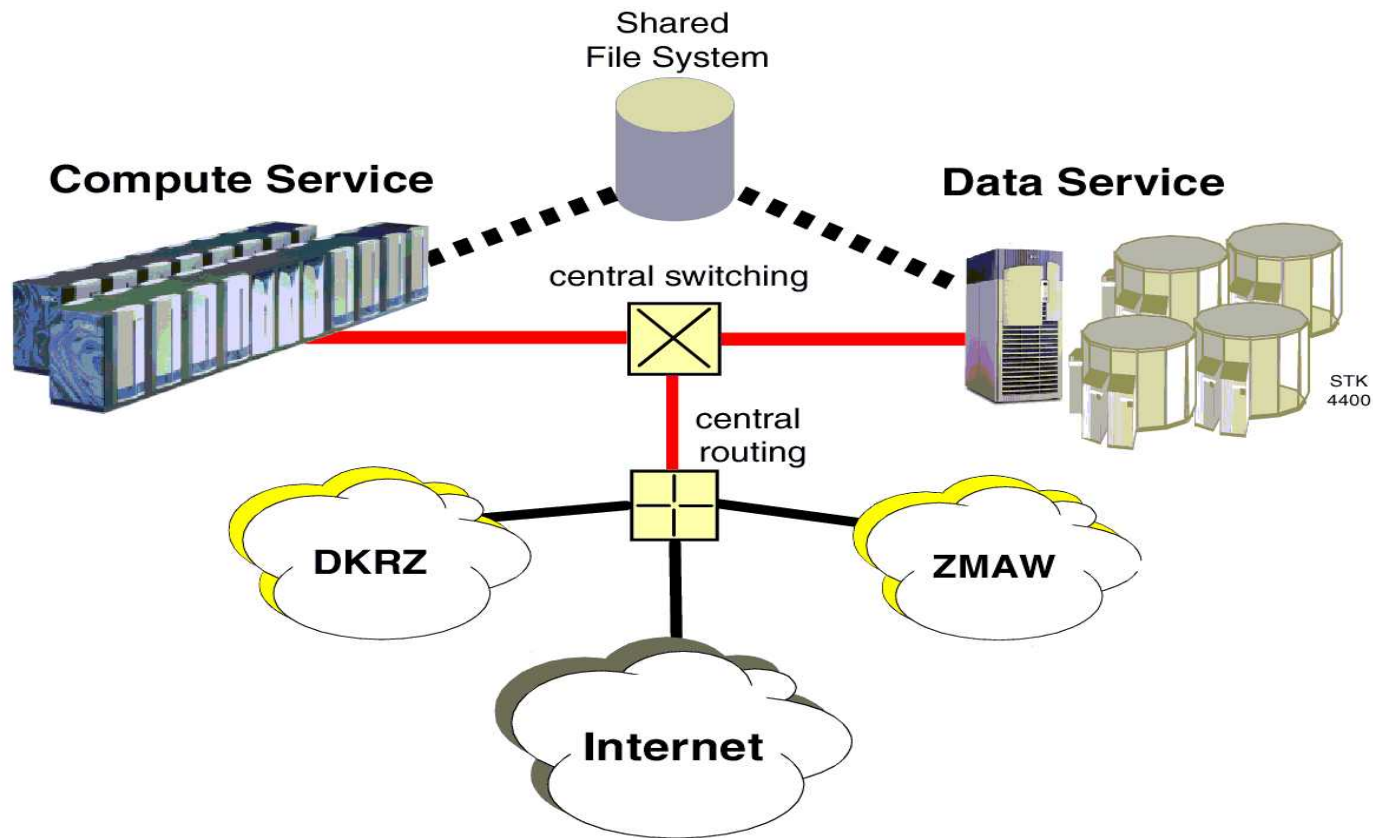 Shared
File System
Compute Service
Data Service
central switching
STK
4400
central
routing
DKRZ
ZMAW
Internet